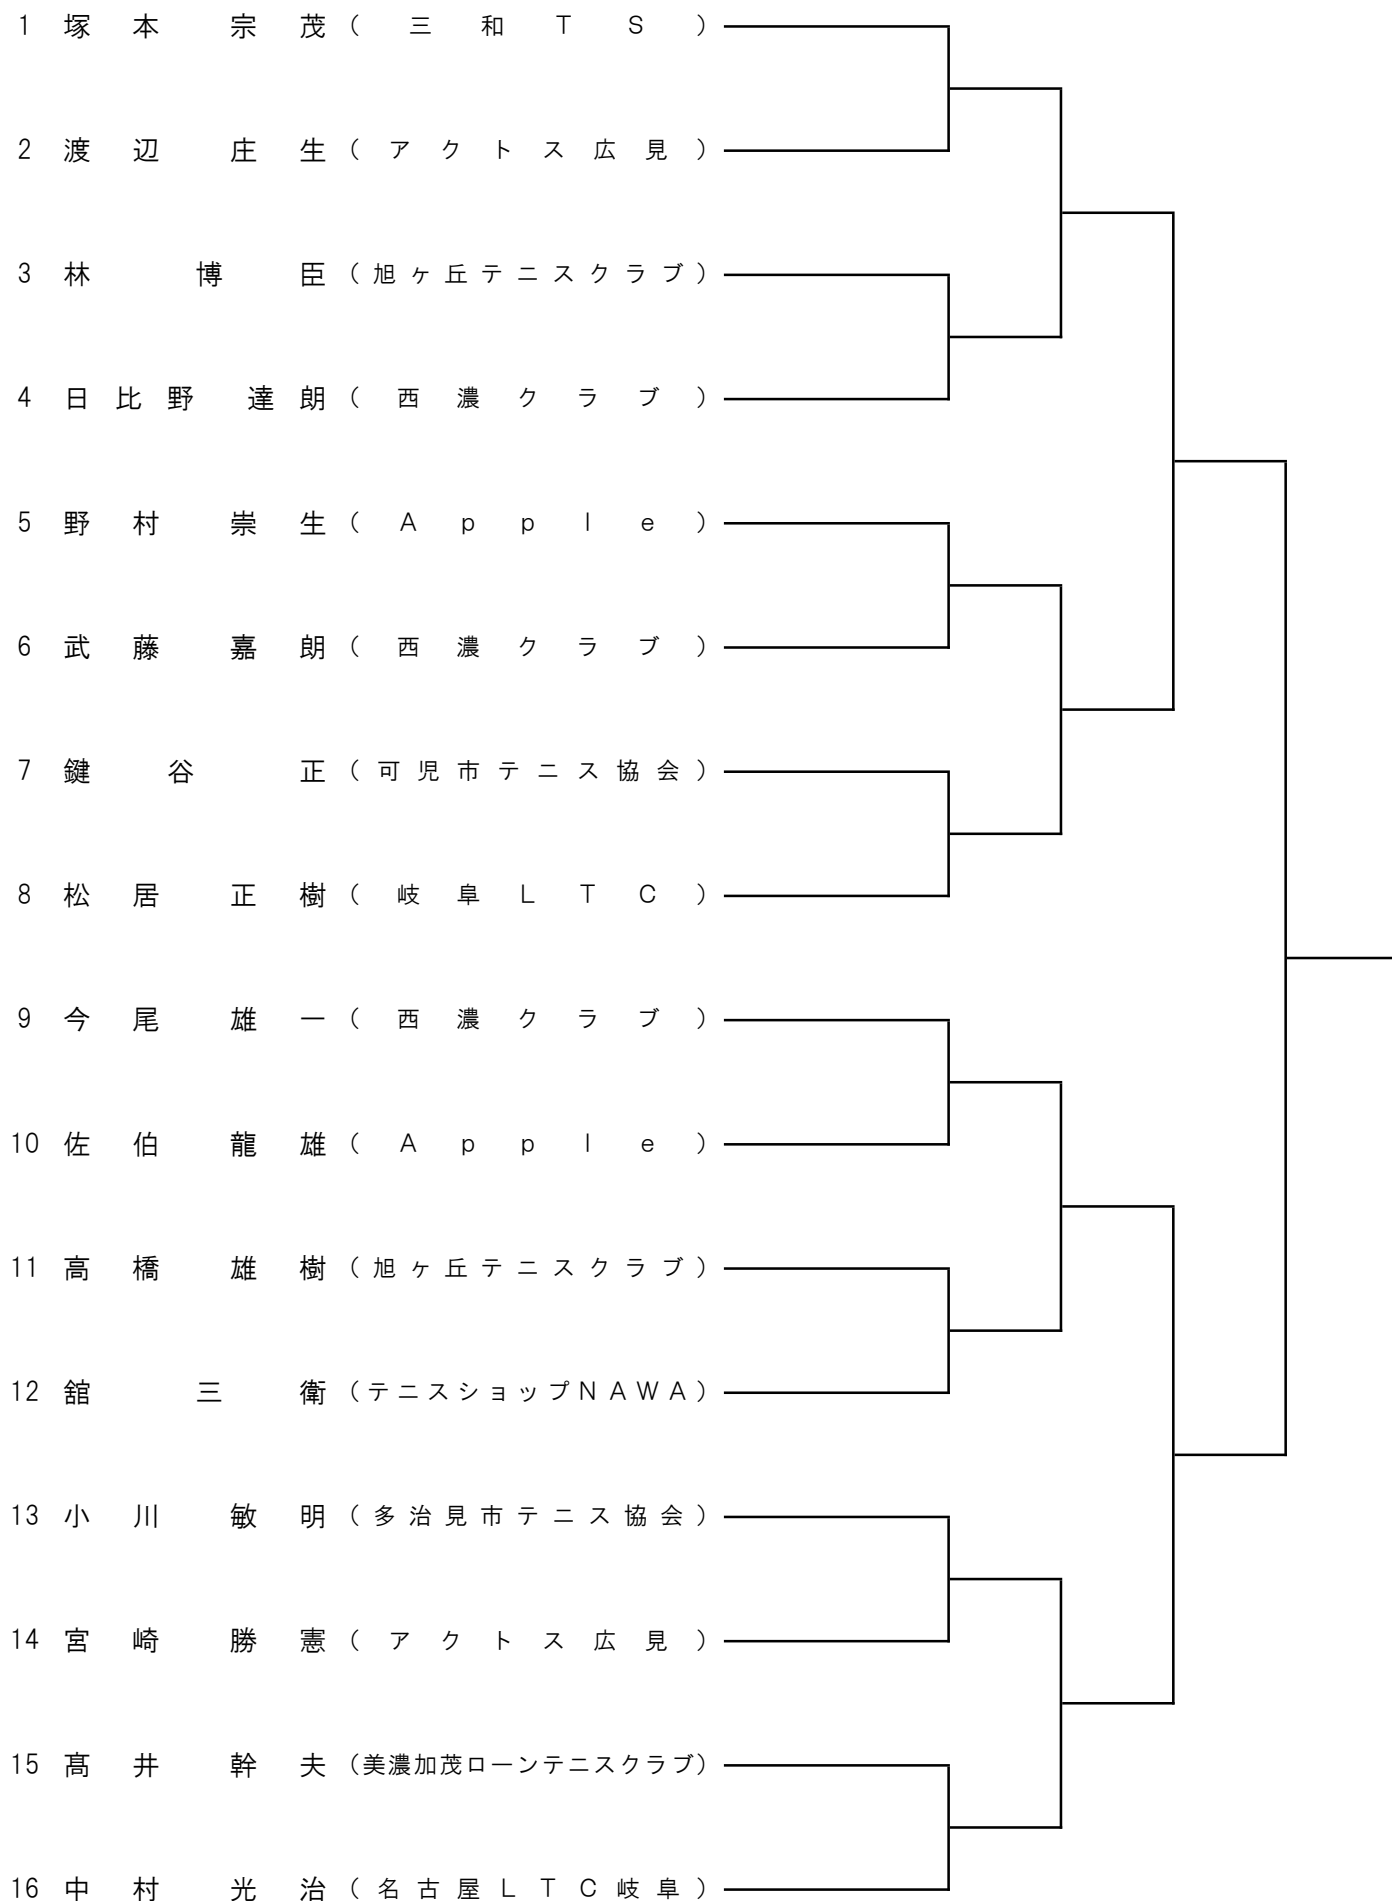 1 塚本 宗茂 (三和TS)
2 渡辺 庄生 (アクトス広見)
3 林 博臣 (旭ヶ丘テニスクラブ)
4 日比野 達朗 (西濃クラブ)
5 野村 崇生 (Apple)
6 武藤 嘉朗 (西濃クラブ)
7 鍵谷 正 (可児市テニス協会)
8 松居 正樹 (岐阜LTC)
9 今尾 雄一 (西濃クラブ)
10 佐伯 龍雄 (Apple)
11 高橋 雄樹 (旭ヶ丘テニスクラブ)
12 舘 三衛 (テニスショップNAWA)
13 小川 敏明 (多治見市テニス協会)
14 宮崎 勝憲 (アクトス広見)
15 髙井 幹夫 (美濃加茂ローンテニスクラブ)
16 中村 光治 (名古屋LTC岐阜)